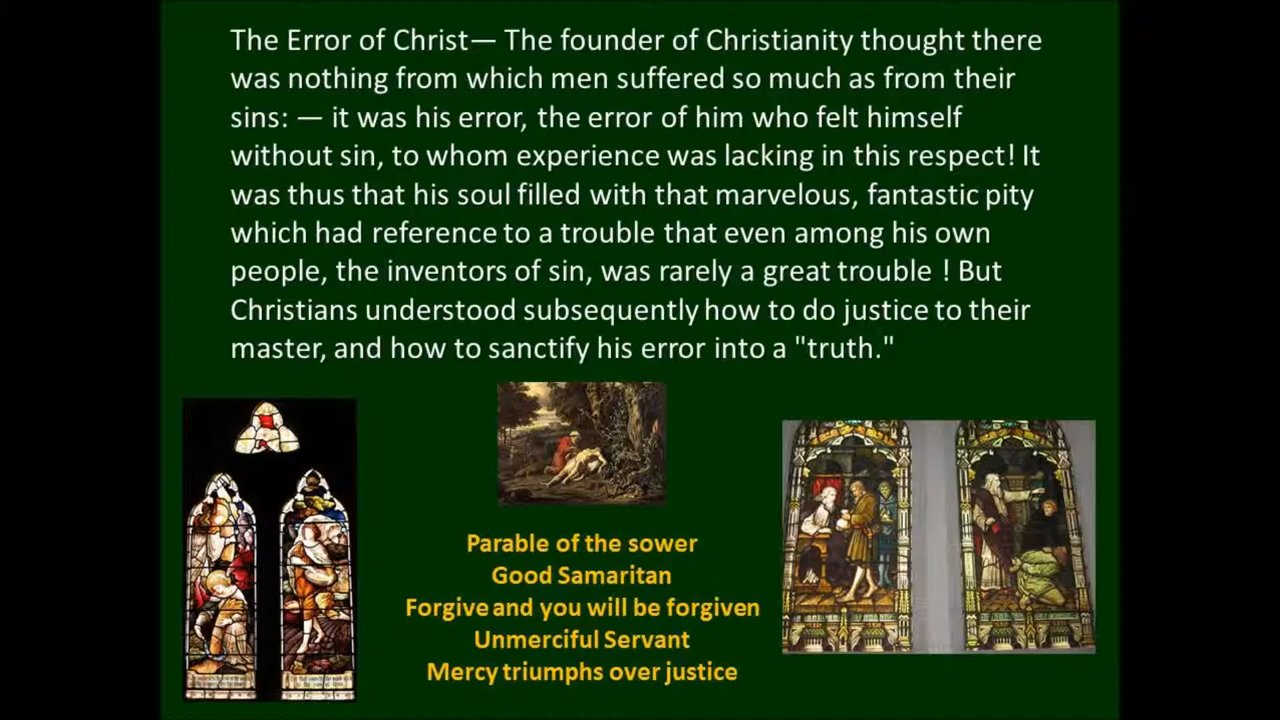 The Error of Christ— The founder of Christianity thought there
was nothing from which men suffered so much as from their
sins: — it was his error, the error of him who felt himself
without sin, to whom experience was lacking in this respect! It
was thus that his soul filled with that marvelous, fantastic pity
which had reference to a trouble that even among his own
people, the inventors of sin, was rarely a great trouble ! But
Christians understood subsequently how to do justice to their
master, and how to sanctify his error into a "truth."
Parable of the sower
Good Samaritan
Forgive and you will be forgiven
Unmerciful Servant
Mercy triumphs over justice